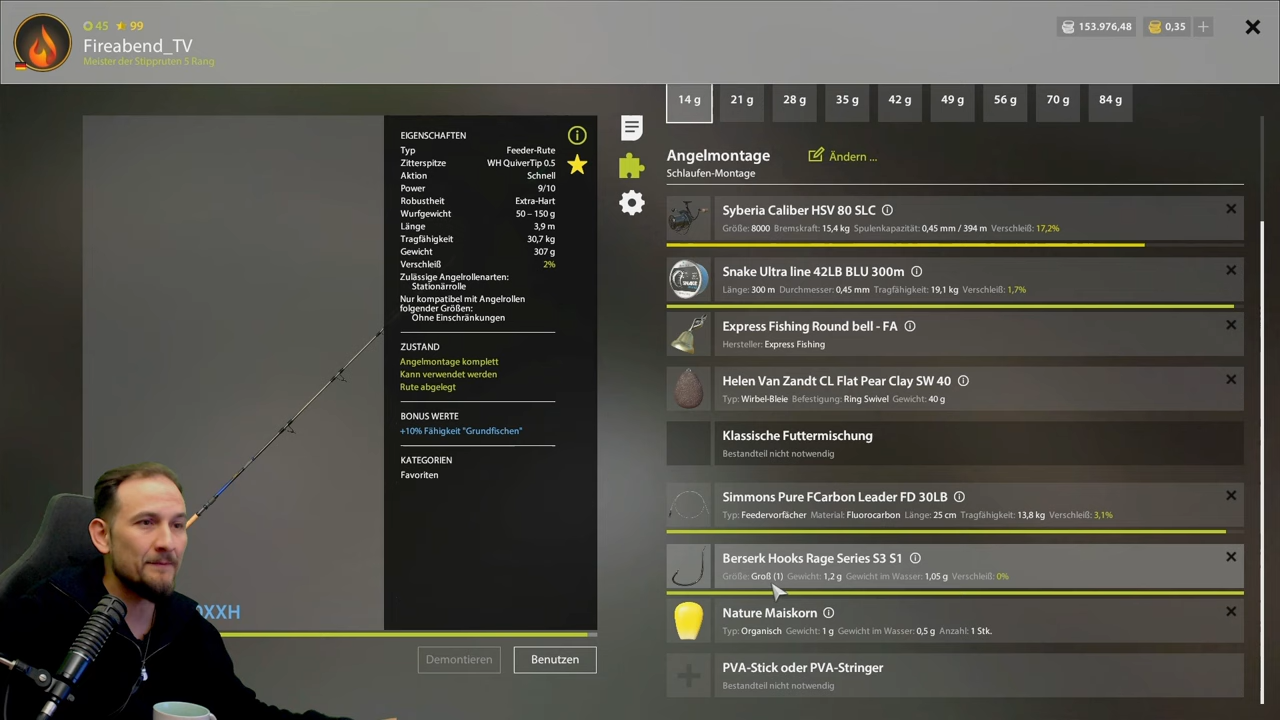 45 99
Fireabend_TV
Meister der Stippruten 5 Rang
153.976,48 0,35 +
14 g 21 g 28 g 35 g 42 g 49 g 56 g 70 g 84 g
EIGENSCHAFTEN
Typ Feeder-Rute
Zitterspitze WH QuiverTip 0.5
Aktion Schnell
Power 9/10
Robustheit Extra-Hart
Wurfgewicht 50 – 150 g
Länge 3,9 m
Tragfähigkeit 30,7 kg
Gewicht 307 g
Verschleiß 2%
Zulässige Angelrollenarten:
Stationärrolle
Nur kompatibel mit Angelrollen
folgender Größen:
Ohne Einschränkungen
ZUSTAND
Angelmontage komplett
Kann verwendet werden
Rute abgelegt
BONUS WERTE
+10% Fähigkeit "Grundfischen"
KATEGORIEN
Favoriten
0XXH
Demontieren Benutzen
Angelmontage Ändern ...
Schlaufen-Montage
Syberia Caliber HSV 80 SLC
Größe: 8000 Bremskraft: 15,4 kg Spulenkapazität: 0,45 mm / 394 m Verschleiß: 17,2%
Snake Ultra line 42LB BLU 300m
Länge: 300 m Durchmesser: 0,45 mm Tragfähigkeit: 19,1 kg Verschleiß: 1,7%
Express Fishing Round bell - FA
Hersteller: Express Fishing
Helen Van Zandt CL Flat Pear Clay SW 40
Typ: Wirbel-Bleie Befestigung: Ring Swivel Gewicht: 40 g
Klassische Futtermischung
Bestandteil nicht notwendig
Simmons Pure FCarbon Leader FD 30LB
Typ: Feedervorfächer Material: Fluorocarbon Länge: 25 cm Tragfähigkeit: 13,8 kg Verschleiß: 3,1%
Berserk Hooks Rage Series S3 S1
Größe: Groß (1) Gewicht: 1,2 g Gewicht im Wasser: 1,05 g Verschleiß: 0%
Nature Maiskorn
Typ: Organisch Gewicht: 1 g Gewicht im Wasser: 0,5 g Anzahl: 1 Stk.
PVA-Stick oder PVA-Stringer
Bestandteil nicht notwendig